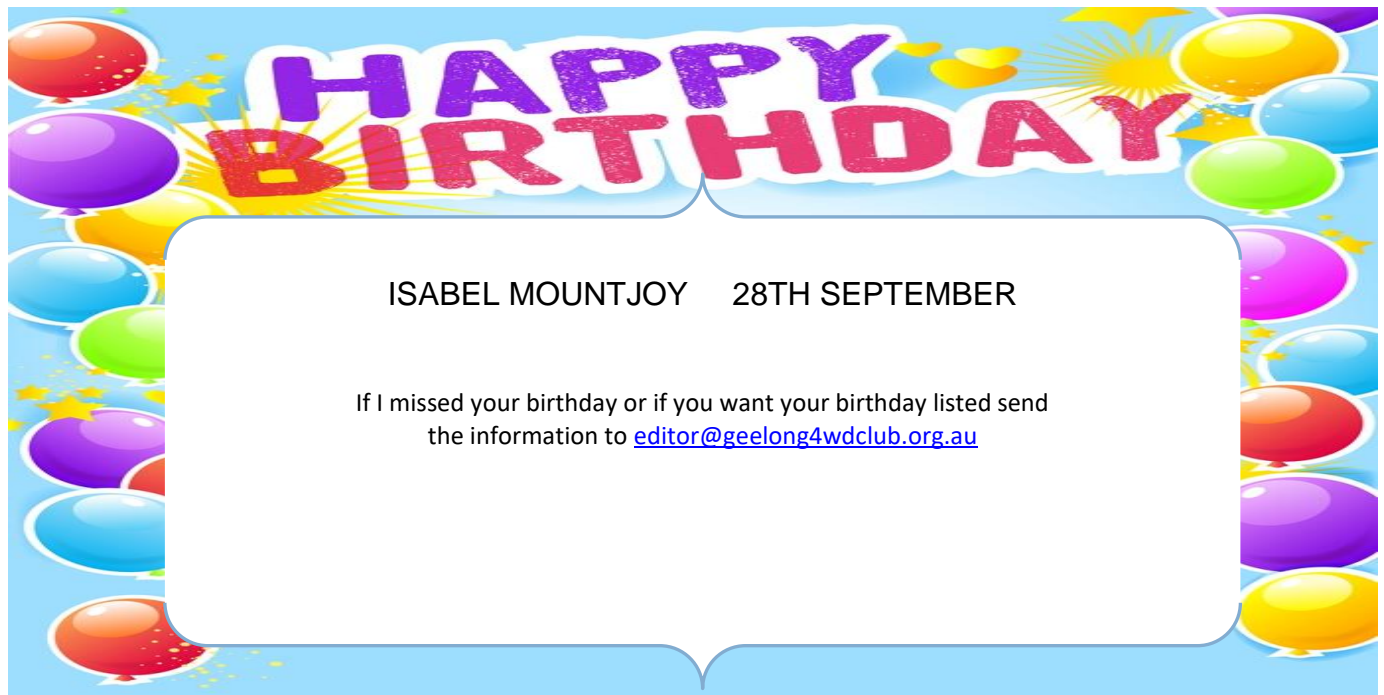 HAPPY
BIRTHDAY
ISABEL MOUNTJOY 28TH SEPTEMBER
If I missed your birthday or if you want your birthday listed send
the information to editor@geelong4wdclub.org.au